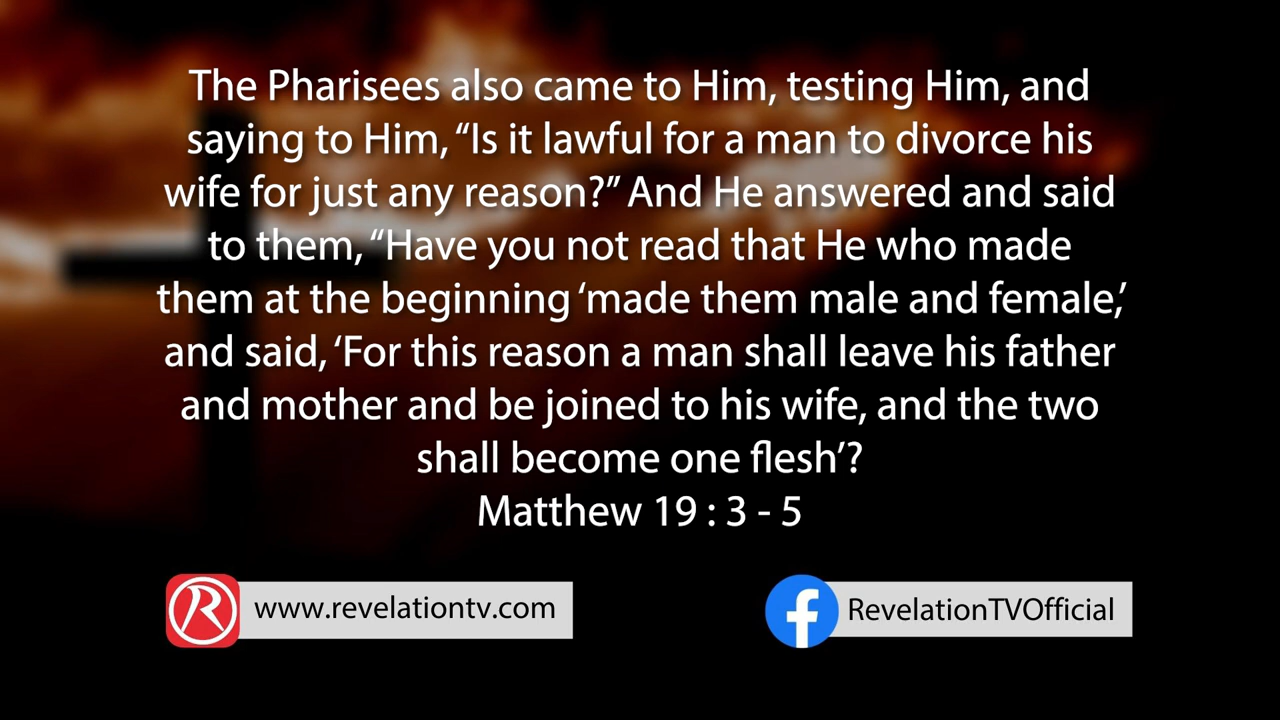 The Pharisees also came to Him, testing Him, and
saying to Him, “Is it lawful for a man to divorce his
wife for just any reason?” And He answered and said
to them, “Have you not read that He who made
them at the beginning ‘made them male and female,’
and said, ‘For this reason a man shall leave his father
and mother and be joined to his wife, and the two
shall become one flesh’?
Matthew 19 : 3 - 5
R www.revelationtv.com
f RevelationTVOfficial